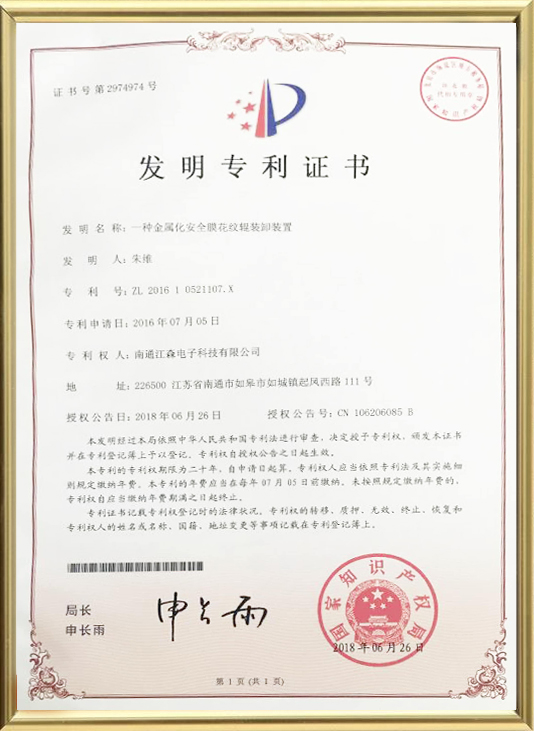 证书号第2974974号
发明专利证书
发明名称：一种金属化安全膜花纹辊装卸装置
发明人：朱维
专利号：ZL 2016 1 0521107.X
专利申请日：2016年07月05日
专利权人：南通江森电子科技有限公司
地址：226500 江苏省南通市如皋市如城镇起凤西路111号
授权公告日：2018年06月26日 授权公告号：CN 106206085 B
本发明经过本局依照中华人民共和国专利法进行审查，决定授予专利权，颁发本证书
并在专利登记簿上予以登记。专利权自授权公告之日起生效。
本专利的专利权期限为二十年，自申请日起算。专利权人应当依照专利法及其实施细
则规定缴纳年费。本专利的年费应当在每年07月05日前缴纳。未按照规定缴纳年费的，
专利权自应当缴纳年费期满之日起终止。
专利证书记载专利权登记时的法律状况。专利权的转移、质押、无效、终止、恢复和
专利权人的姓名或名称、国籍、地址变更等事项记载在专利登记簿上。
局长
申长雨
申长雨
国家知识产权局
2018年06月26日
第1页（共1页）